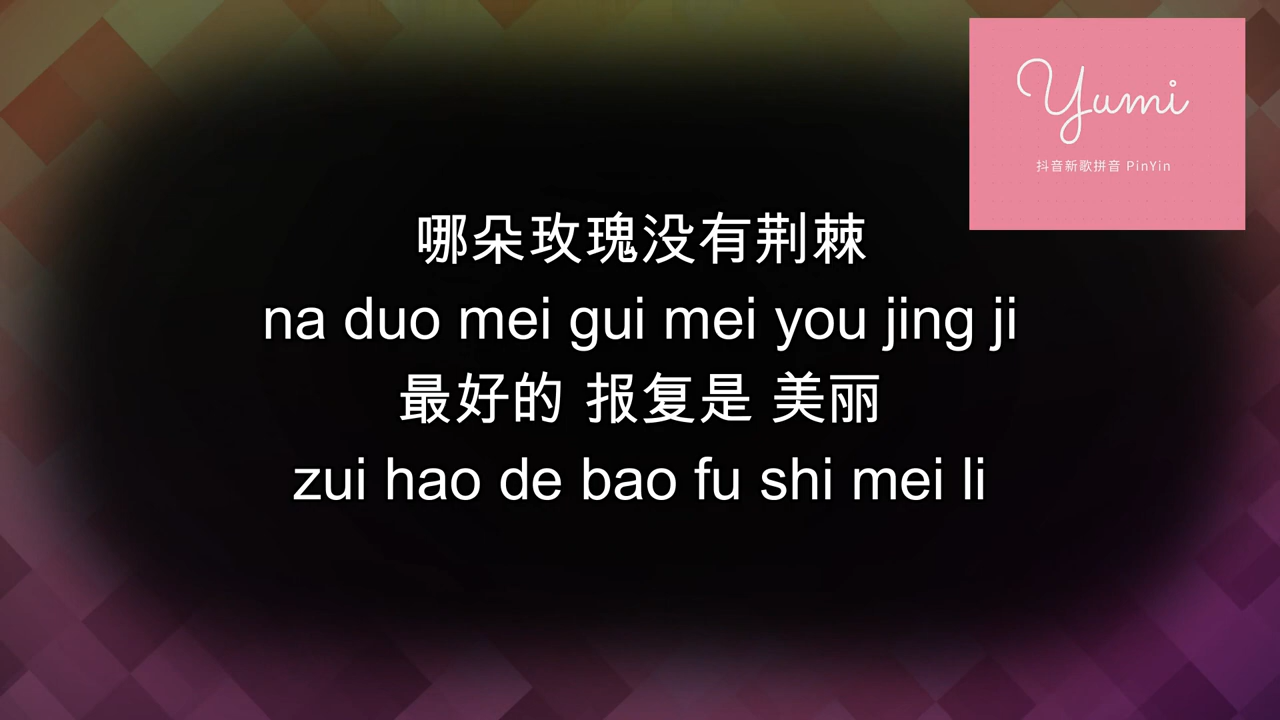 Yumi
抖音新歌拼音 PinYin
哪朵玫瑰没有荆棘
na duo mei gui mei you jing ji
最好的 报复是 美丽
zui hao de bao fu shi mei li